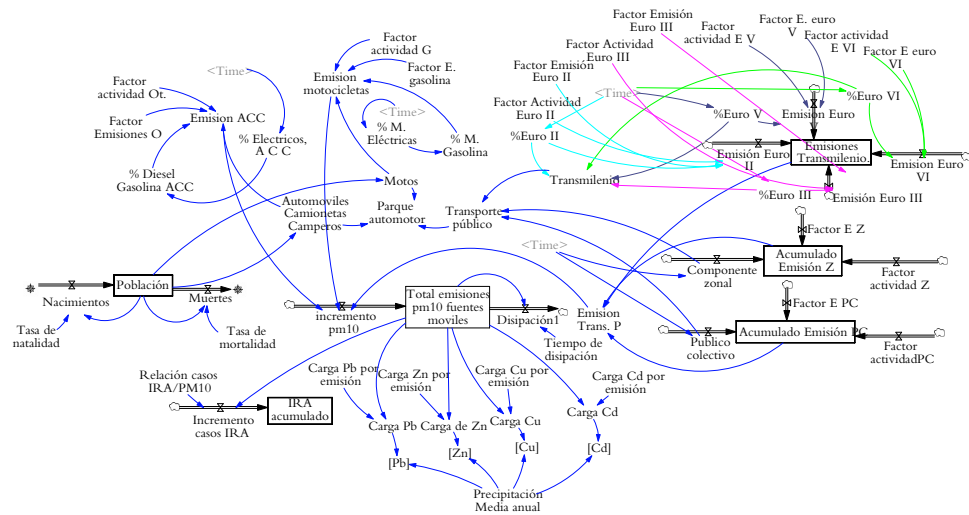 Factor
actividad G
Factor Emisión
Euro III
Factor
actividad E V
Factor E. euro
V
Factor actividad
E VI
Factor E euro
VI
<Time>
Factor
actividad Ot.
Emision
motocicletas
Factor E.
gasolina
Factor Actividad
Euro III
Factor Emisión
Euro II
Factor Actividad
Euro II
<Time>
%Euro VI
<Time>
Factor
Emisiones O
Emision ACC
% Electricos,
A C C
% M.
Eléctricas
% M.
Gasolina
%Euro II
%Euro V
Emisión Euro
Emisión Euro
II
Emisiones
Transmilenio.
Emisión Euro
VI
% Diesel
Gasolina ACC
Motos
Transmilenio
%Euro III
Emisión Euro III
Automoviles
Camionetas
Camperos
Parque
automotor
Transporte
público
<Time>
Factor E Z
Componente
zonal
Acumulado
Emisión Z
Factor
actividad Z
Población
Nacimientos
Muertes
Tasa de
natalidad
Tasa de
mortalidad
incremento
pm10
Total emisiones
pm10 fuentes
moviles
Disipación1
Tiempo de
disipación
Emision
Trans. P
Factor E PC
Publico
colectivo
Acumulado Emisión PC
Factor
actividadPC
Relación casos
IRA/PM10
Incremento
casos IRA
IRA
acumulado
Carga Pb por
emisión
Carga Zn por
emisión
Carga Cu por
emisión
Carga Cd por
emisión
Carga Pb
Carga de Zn
Carga Cu
Carga Cd
[Pb]
[Zn]
[Cu]
[Cd]
Precipitación
Media anual